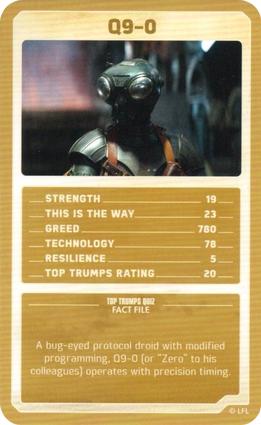 Q9-0
STRENGTH 19
THIS IS THE WAY 23
GREED 780
TECHNOLOGY 78
RESILIENCE 5
TOP TRUMPS RATING 20
TOP TRUMPS QUIZ
FACT FILE
A bug-eyed protocol droid with modified
programming, Q9-0 (or "Zero" to his
colleagues) operates with precision timing.
© LFL